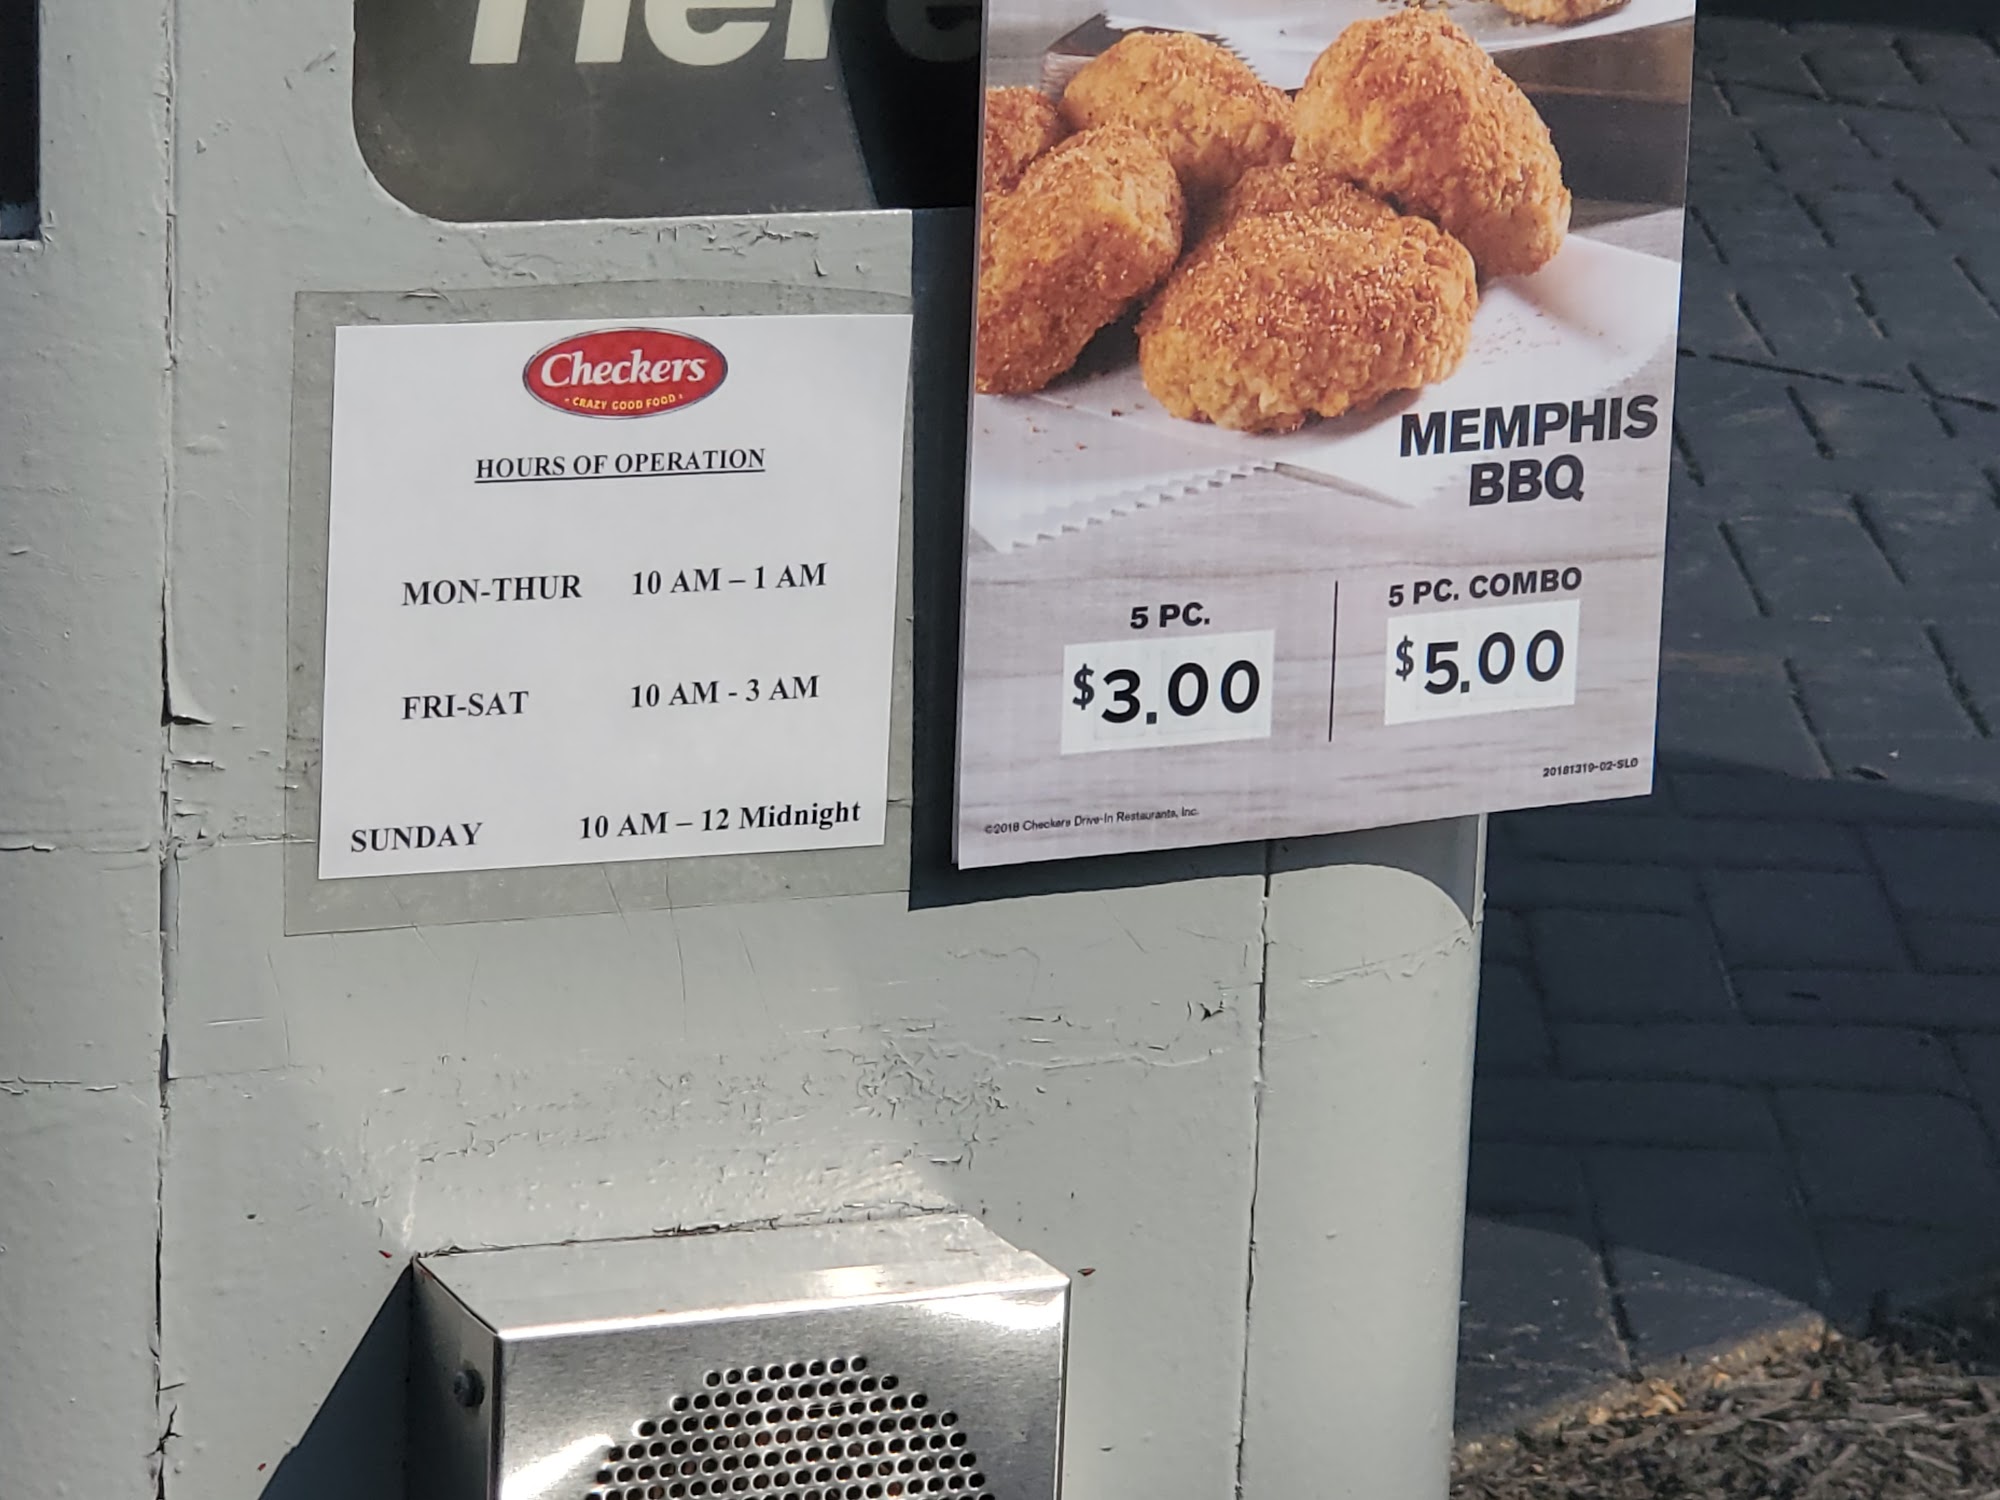 Here
Checkers
CRAZY GOOD FOOD
HOURS OF OPERATION
MON-THUR 10 AM – 1 AM
FRI-SAT 10 AM - 3 AM
SUNDAY 10 AM – 12 Midnight
MEMPHIS
BBQ
5 PC.
$3.00
5 PC. COMBO
$5.00
20181319-02-SLO
©2018 Checkers Drive-In Restaurants, Inc.